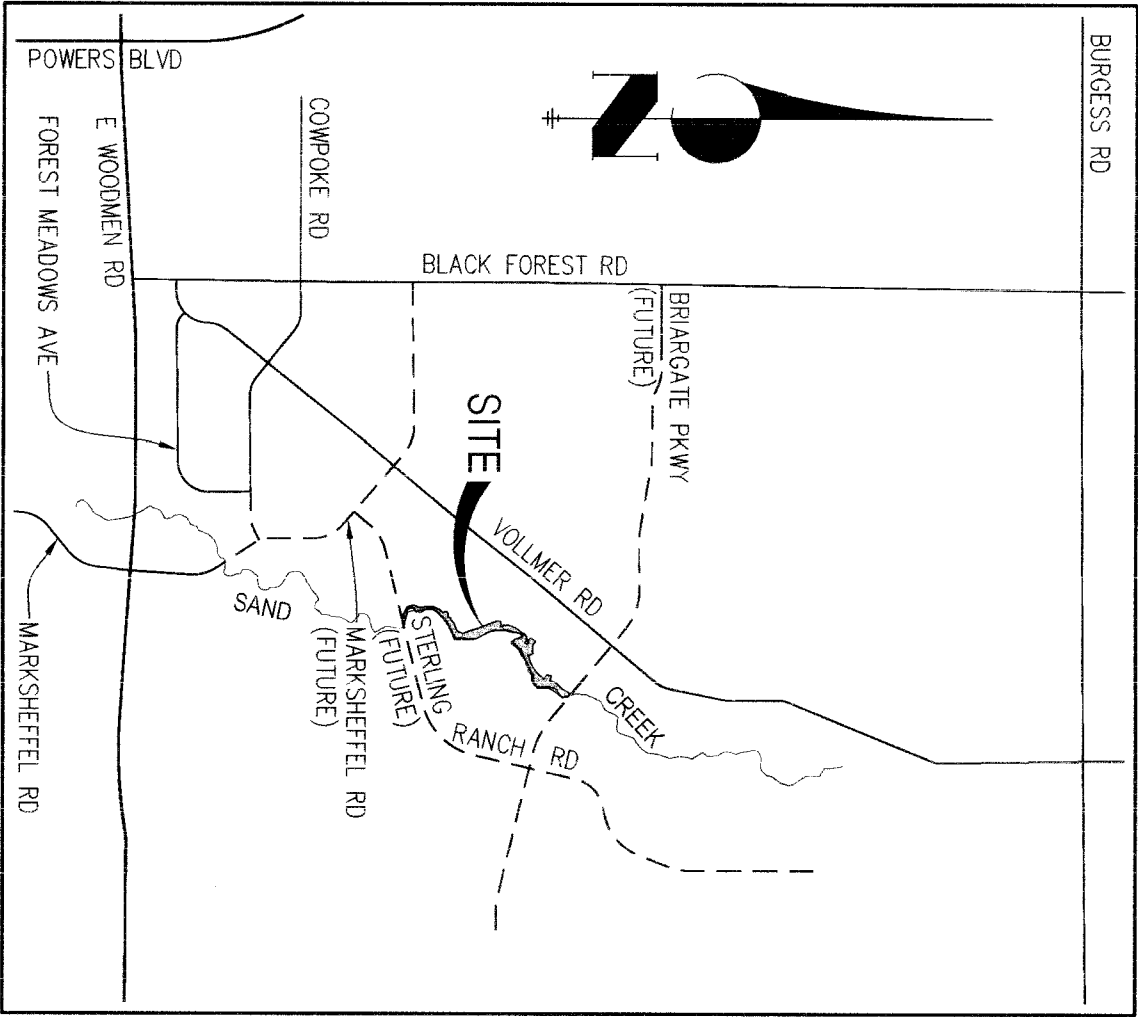 BURGESS RD
POWERS BLVD
COWPOKE RD
E WOODMEN RD
FOREST MEADOWS AVE
BLACK FOREST RD
BRIARGATE PKWY
(FUTURE)
SITE
VOLLMER RD
SAND
CREEK
STERLING
(FUTURE)
RANCH RD
MARKSHEFFEL RD
(FUTURE)
MARKSHEFFEL RD
N